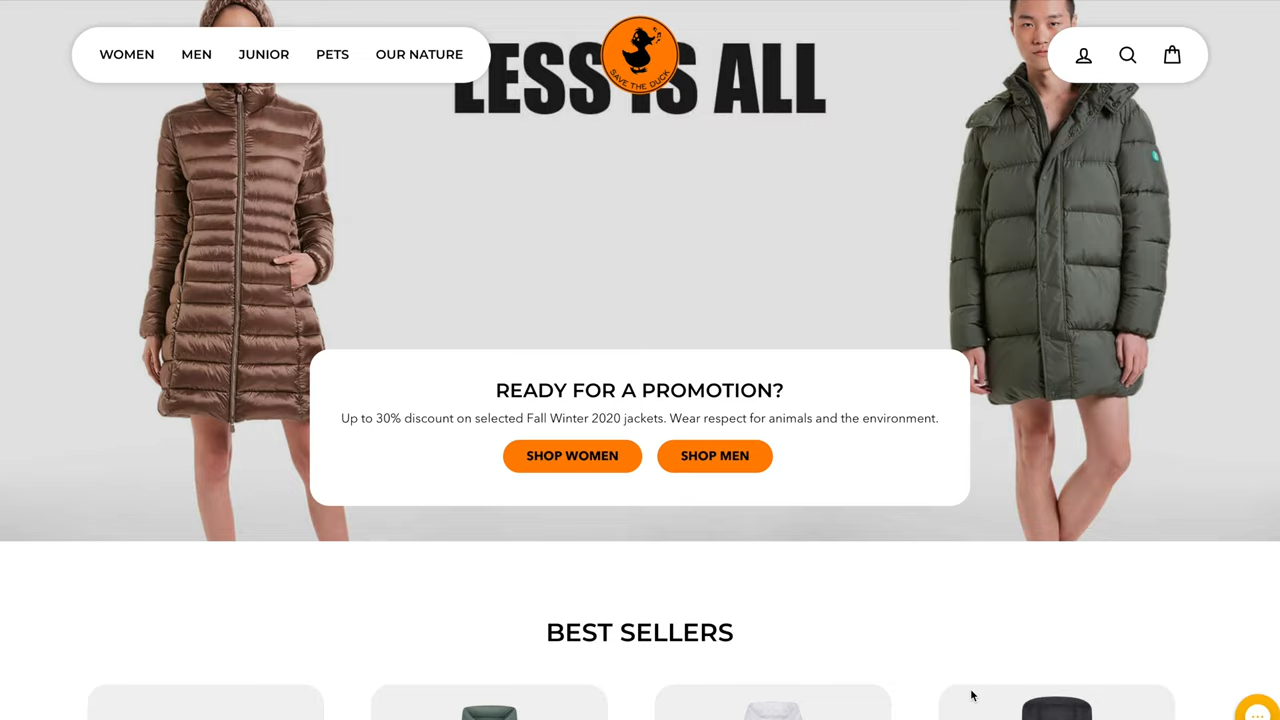 WOMEN MEN JUNIOR PETS OUR NATURE
LESS IS ALL
SAVE THE DUCK
READY FOR A PROMOTION?
Up to 30% discount on selected Fall Winter 2020 jackets. Wear respect for animals and the environment.
SHOP WOMEN SHOP MEN
BEST SELLERS